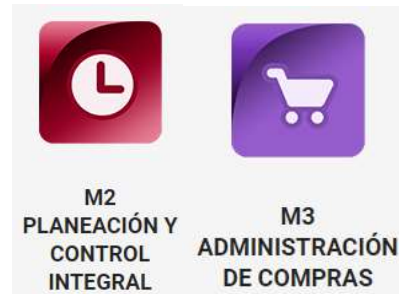 M2
PLANEACIÓN Y
CONTROL
INTEGRAL
M3
ADMINISTRACIÓN
DE COMPRAS